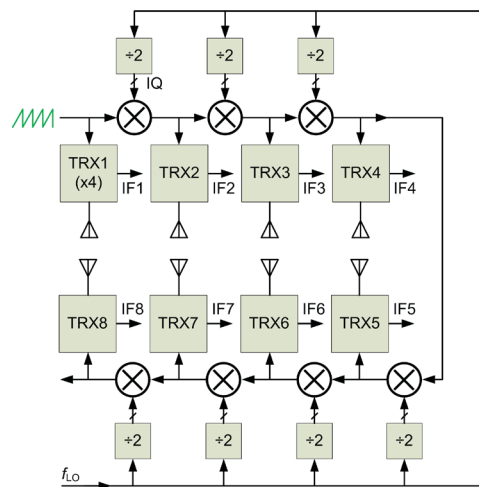 ÷2 ÷2 ÷2
IQ
TRX1
(x4)
IF1
TRX2
IF2
TRX3
IF3
TRX4
IF4
TRX8
IF8
TRX7
IF7
TRX6
IF6
TRX5
IF5
÷2 ÷2 ÷2 ÷2
fLO